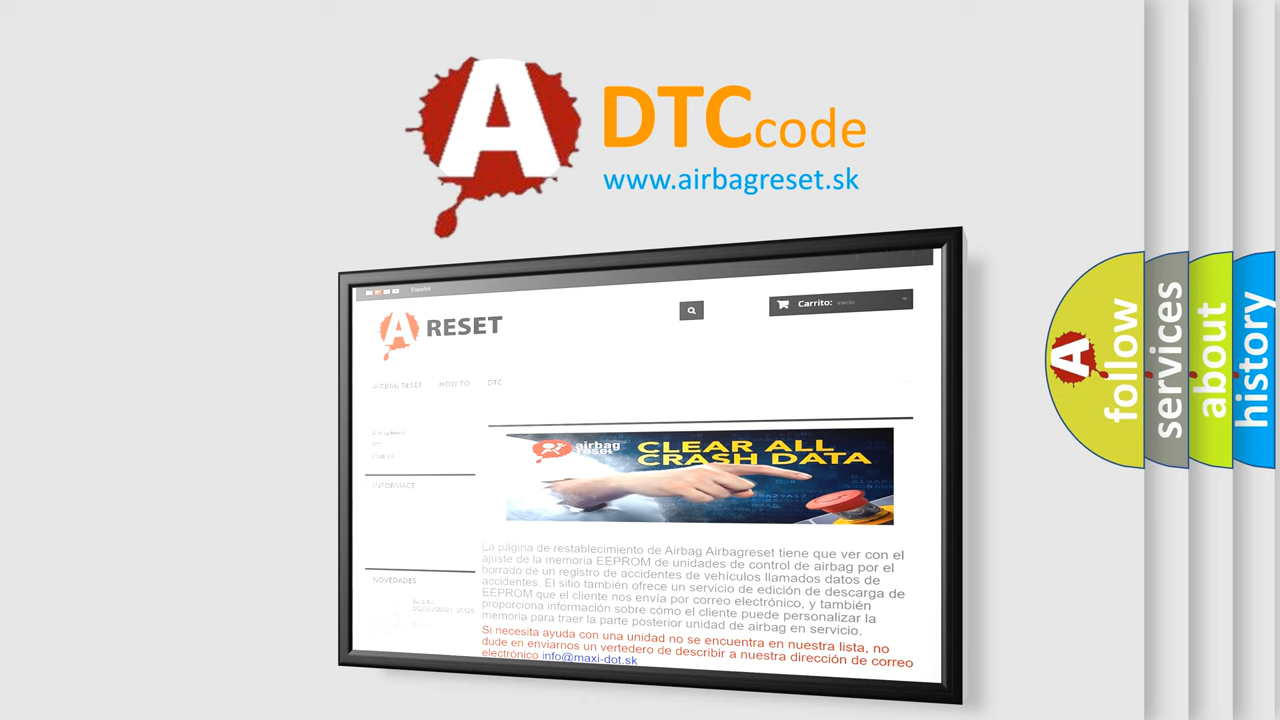 A
DTCcode
www.airbagreset.sk
Español
A RESET
Carrito: vacío
AIRBAG RESET HOW TO DTC
airbag
reset
CLEAR ALL
CRASH DATA
INFORMACE
NOVEDADES
La página de restablecimiento de Airbag Airbagreset tiene que ver con el
ajuste de la memoria EEPROM de unidades de control de airbag por el
borrado de un registro de accidentes de vehículos llamados datos de
accidentes. El sitio también ofrece un servicio de edición de descarga de
EEPROM que el cliente nos envía por correo electrónico, y también
proporciona información sobre cómo el cliente puede personalizar la
memoria para traer la parte posterior unidad de airbag en servicio.
Si necesita ayuda con una unidad no se encuentra en nuestra lista, no
dude en enviarnos un vertedero de describir a nuestra dirección de correo
electrónico info@maxi-dot.sk
A
follow
services
about
history